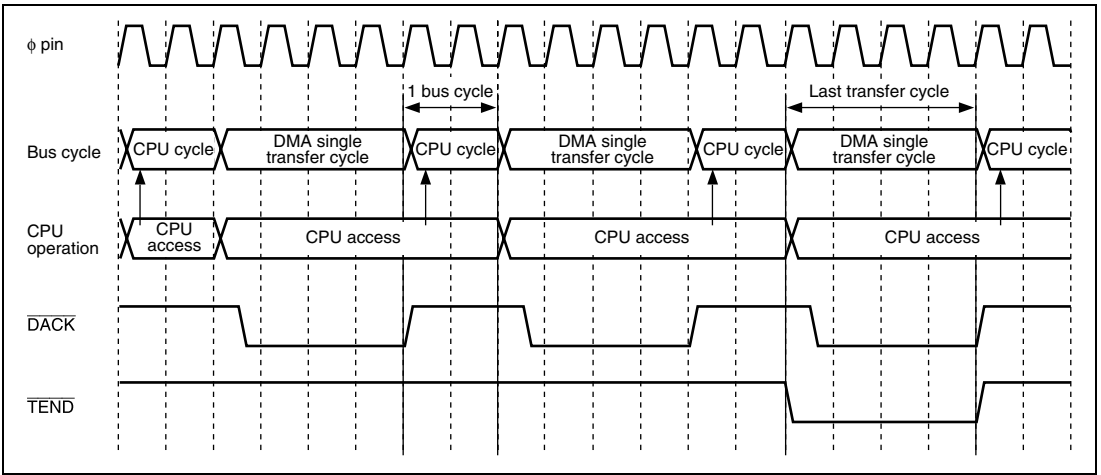 φ pin
1 bus cycle
Last transfer cycle
Bus cycle
CPU cycle
DMA single
transfer cycle
CPU cycle
DMA single
transfer cycle
CPU cycle
DMA single
transfer cycle
CPU cycle
CPU
operation
CPU
access
CPU access
CPU access
CPU access
DACK
TEND